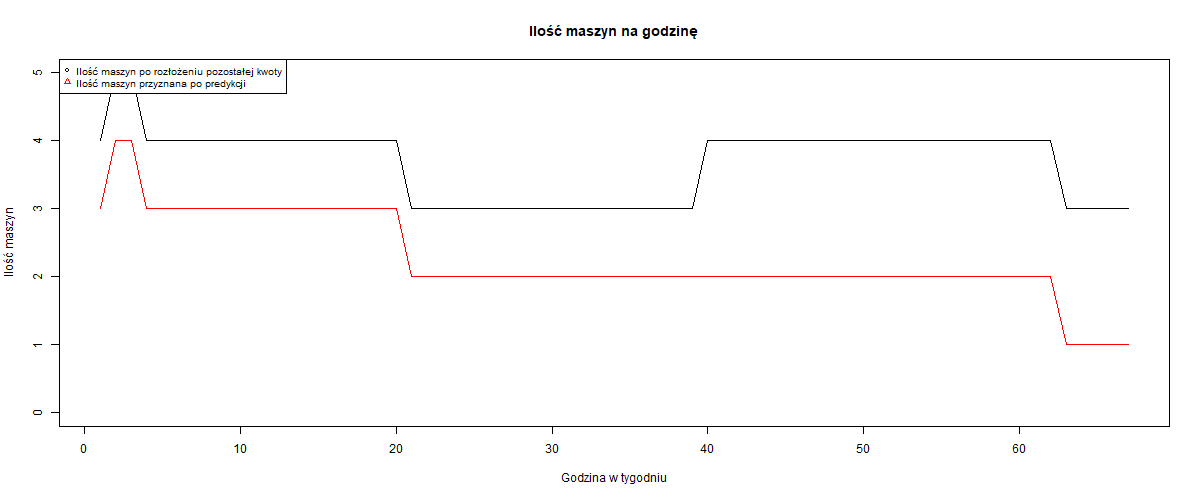 Ilość maszyn na godzinę
Ilość maszyn po rozłożeniu pozostałej kwoty
Ilość maszyn przyznana po predykcji
Ilość maszyn
5
4
3
2
1
0
0 10 20 30 40 50 60
Godzina w tygodniu